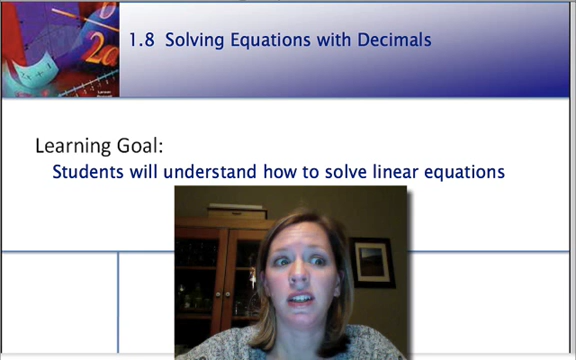 1.8 Solving Equations with Decimals
Learning Goal:
Students will understand how to solve linear equations